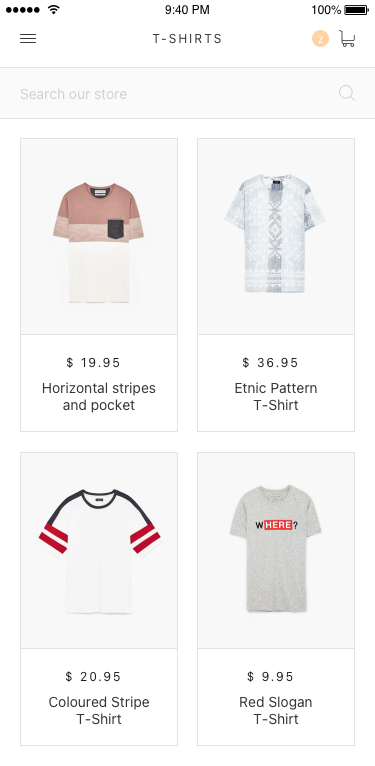 9:40 PM 100%
T-SHIRTS 2
Search our store
$ 19.95
Horizontal stripes
and pocket
$ 36.95
Etnic Pattern
T-Shirt
WHERE?
$ 20.95
Coloured Stripe
T-Shirt
$ 9.95
Red Slogan
T-Shirt